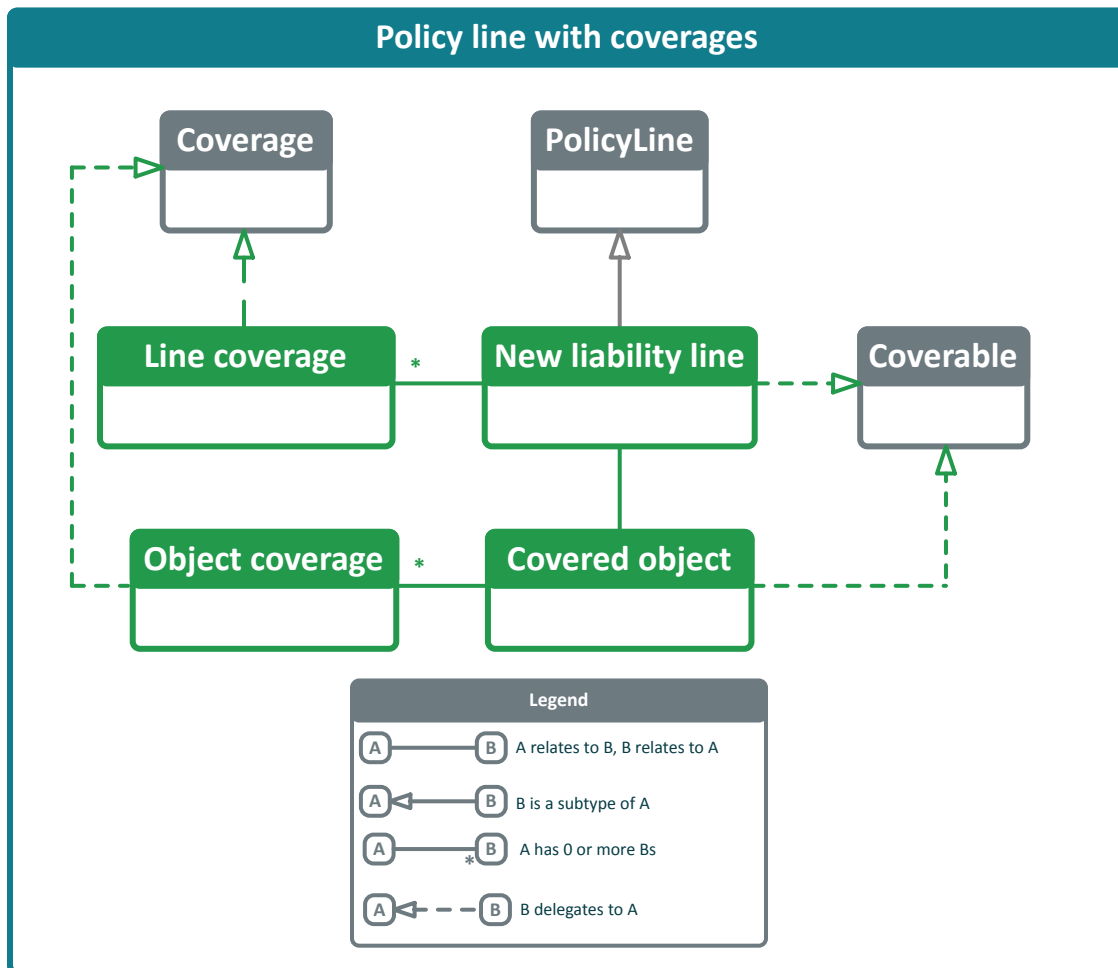 Policy line with coverages
Coverage
PolicyLine
Line coverage
*
New liability line
Coverable
Object coverage
*
Covered object
Legend
A B A relates to B, B relates to A
A B B is a subtype of A
A * B A has 0 or more Bs
A B B delegates to A